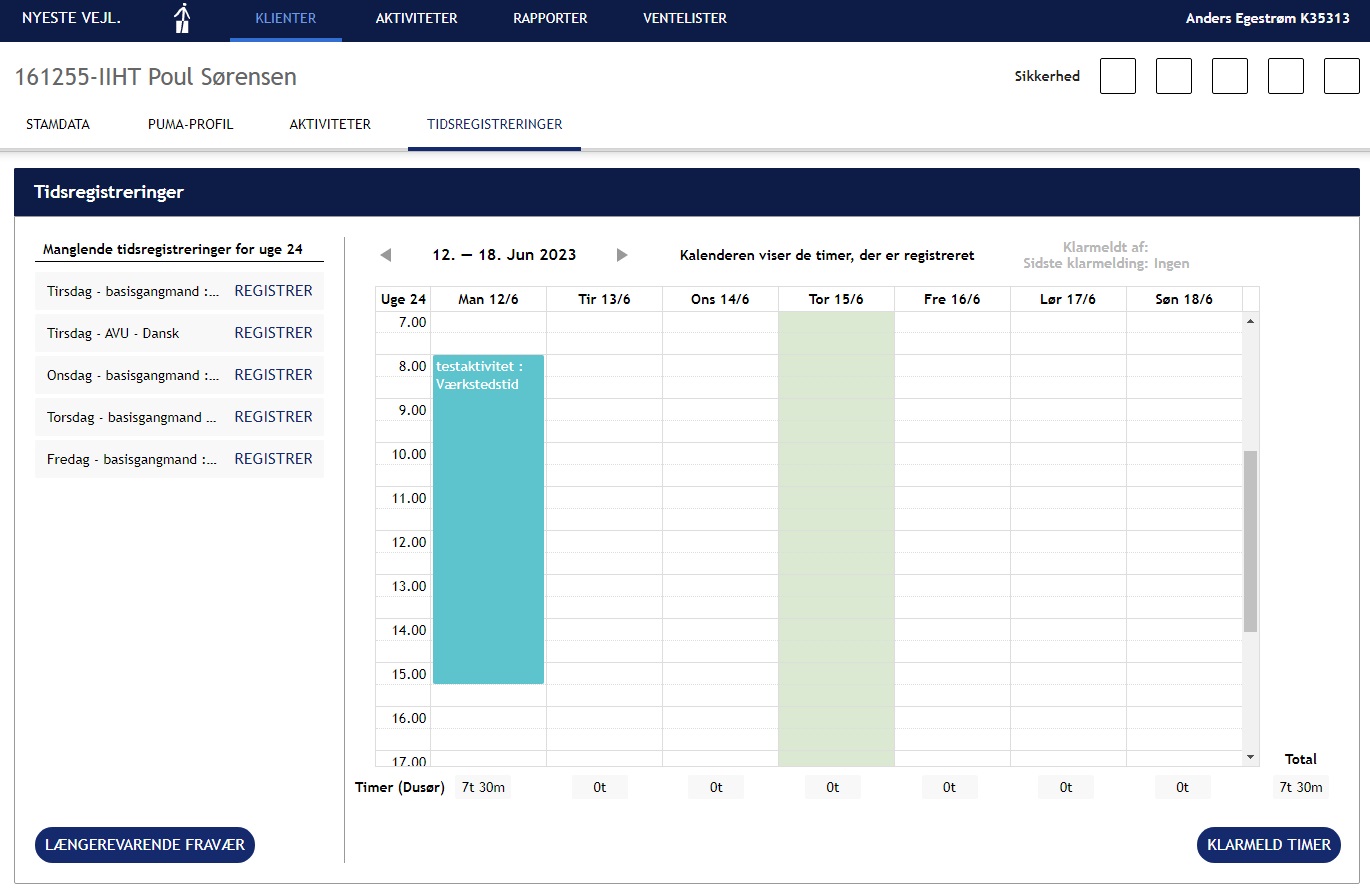 NYESTE VEJL. KLIENTER AKTIVITETER RAPPORTER VENTELISTER Anders Egestrøm K35313
161255-IIHT Poul Sørensen Sikkerhed
STAMDATA PUMA-PROFIL AKTIVITETER TIDSREGISTRERINGER
Tidsregistreringer
Manglende tidsregistreringer for uge 24
Tirsdag - basisgangmand :... REGISTRER
Tirsdag - AVU - Dansk REGISTRER
Onsdag - basisgangmand :... REGISTRER
Torsdag - basisgangmand ... REGISTRER
Fredag - basisgangmand :... REGISTRER
LÆNGEREVARENDE FRAVÆR
12. – 18. Jun 2023 Kalenderen viser de timer, der er registreret
Klarmeldt af:
Sidste klarmelding: Ingen
Uge 24 Man 12/6 Tir 13/6 Ons 14/6 Tor 15/6 Fre 16/6 Lør 17/6 Søn 18/6
7.00
8.00 testaktivitet :
Værkstedstid
9.00
10.00
11.00
12.00
13.00
14.00
15.00
16.00
17.00
Total
Timer (Dusør) 7t 30m 0t 0t 0t 0t 0t 0t 7t 30m
KLARMELD TIMER